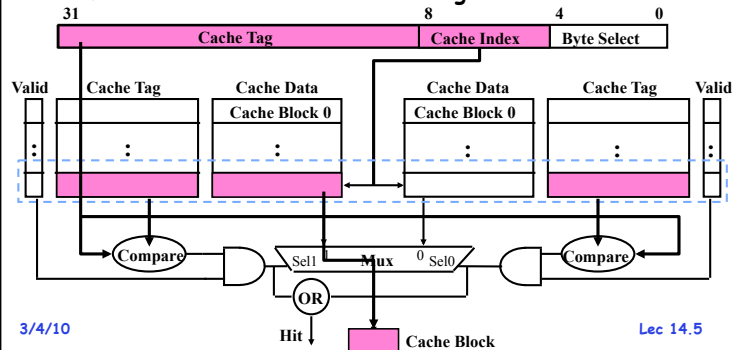 31 8 4 0
Cache Tag Cache Index Byte Select
Valid Cache Tag Cache Data Cache Data Cache Tag Valid
Cache Block 0 Cache Block 0
: : : : : :
Compare Sel1 1 Mux 0 Sel0 Compare
OR
3/4/10 Hit Lec 14.5
Cache Block